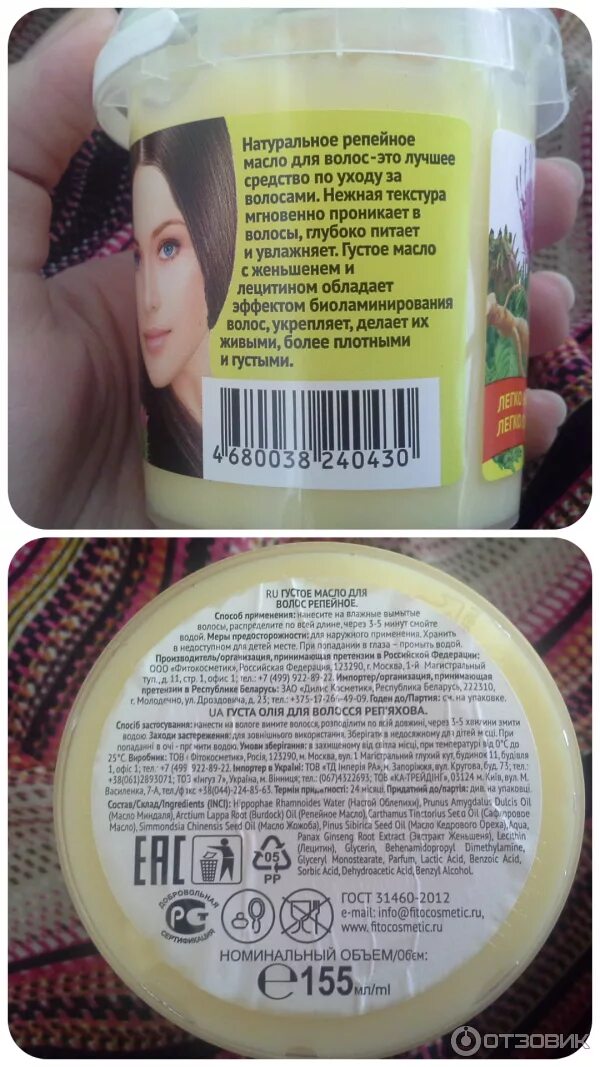 Натуральное репейное
масло для волос-это лучшее
средство по уходу за
волосами. Нежная текстура
мгновенно проникает в
волосы, глубоко питает
и увлажняет. Густое масло
с женьшенем и
лецитином обладает
эффектом биоламинирования
волос, укрепляет, делает их
живыми, более плотными
и густыми.
4 680038 240430
ЛЕГКО
ЛЕГКО
RU ГУСТОЕ МАСЛО ДЛЯ
ВОЛОС РЕПЕЙНОЕ.
Способ применения: нанесите на влажные вымытые
волосы, распределите по всей длине, через 3-5 минут смойте
водой. Меры предосторожности: для наружного применения. Хранить
в недоступном для детей месте. При попадании в глаза – промыть водой.
Производитель/организация, принимающая претензии в Российской Федерации:
ООО «Фитокосметик», Российская Федерация, 123290, г. Москва, 1-й Магистральный
туп., д. 11, стр. 1, офис 1; тел.: +7 (499) 922-89-22. Импортер/организация, принимающая
претензии в Республике Беларусь: ЗАО «Дилис Косметик», Республика Беларусь, 222310,
г. Молодечно, ул. Дроздовича, д. 23; тел.: +375-17-26 -49-09. Годен до/Партия: см. на упаковке.
UA ГУСТА ОЛІЯ ДЛЯ ВОЛОССЯ РЕП'ЯХОВА.
Спосіб застосування: нанести на вологе вимите волосся, розподілити по всій довжині, через 3-5 хвилини змити
водою. Заходи застереження: для зовнішнього використання. Зберігати в недосяжному для дітей місці. При
попаданні в очі - промити водою. Умови зберігання: в захищеному від світла місці, при температурі від 0°C до
25°C. Виробник: ТОВ «Фітокосметік», Росія, 123290, м. Москва, вул. 1 Магістральный глухий кут, будинок 11, будівля
1, офіс 1; тел.: +7 499 922-89-22. Імпортер в Україні: ТОВ «ТД Імперія РА», м. Запоріжжя, вул. Кругова, буд. 73; тел.:
+38(061)2893071; ТОЗ «Інгул 7», Україна, м. Вінниця; тел.: (067)4322693; ТОВ «КА-ТРЕЙДІНГ», 03124 м. Київ, вул. М.
Василенка, 7-А, тел./факс: +38(044)224-85-63. Термін придатності: 24 місяці. Придатний до/партія: див. на упаковці.
Состав/Склад/Ingredients (INCI): Hippophae Rhamnoides Water (Настой Облепихи), Prunus Amygdalus Dulcis Oil
(Масло Миндаля), Arctium Lappa Root (Burdock) Oil (Репейное Масло), Carthamus Tinctorius Seed Oil (Сафлоровое
Масло), Simmondsia Chinensis Seed Oil (Масло Жожоба), Pinus Sibirica Seed Oil (Масло Кедрового Ореха), Aqua,
Panax Ginseng Root Extract (Экстракт Женьшеня), Lecithin
(Лецитин), Glycerin, Behenamidopropyl Dimethylamine,
Glyceryl Monostearate, Parfum, Lactic Acid, Benzoic Acid,
Sorbic Acid, Dehydroacetic Acid, Benzyl Alcohol.
EAC
05
PP
ДОБРОВОЛЬНАЯ
СЕРТИФИКАЦИЯ
ГОСТ 31460-2012
e-mail: info@fitocosmetic.ru,
www.fitocosmetic.ru
НОМИНАЛЬНЫЙ ОБЪЕМ/Обєм:
℮155мл/ml
ОТЗОВИК